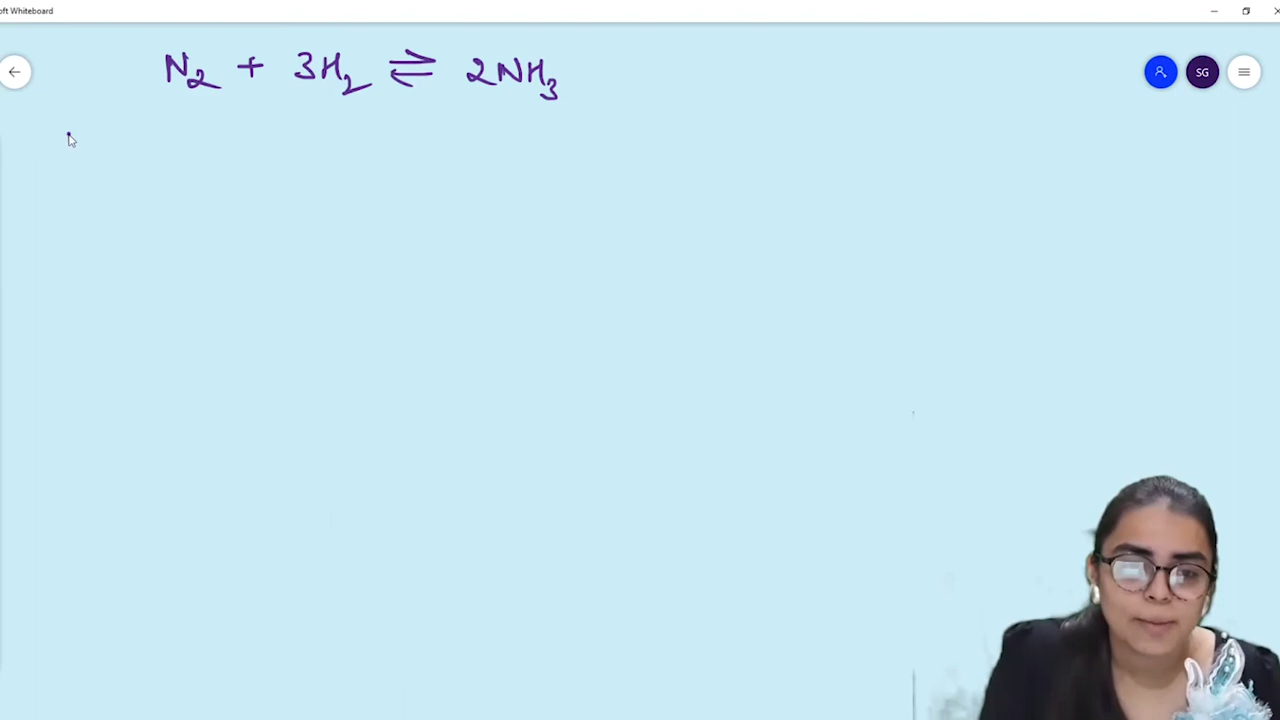 oft Whiteboard
N₂ + 3H₂ ⇌ 2NH₃
SG